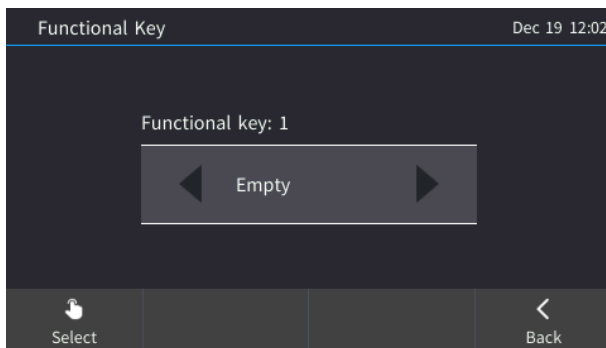 Functional Key
Dec 19 12:02
Functional key: 1
Empty
Select
Back